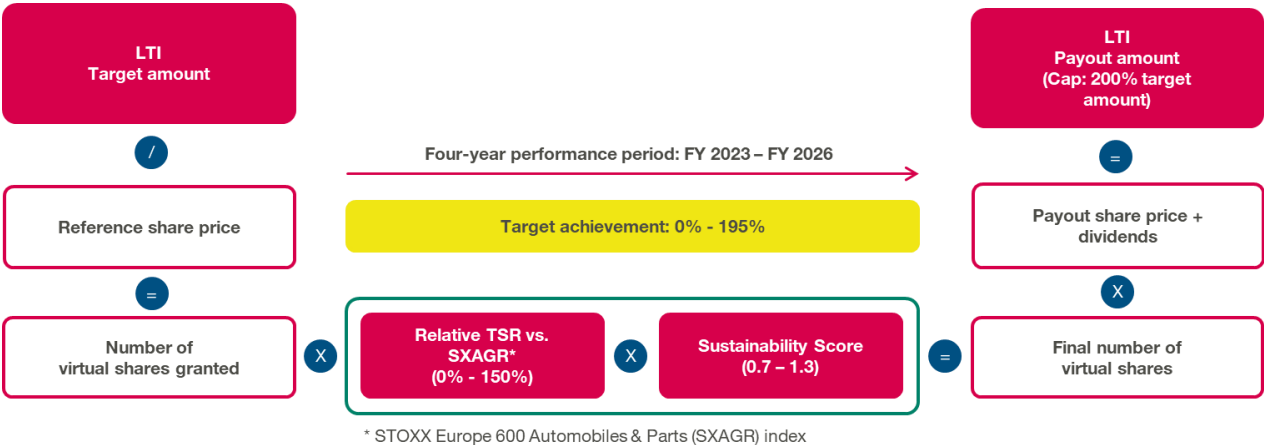 LTI
Target amount
/
Reference share price
=
Number of
virtual shares granted
X
Four-year performance period: FY 2023 – FY 2026
Target achievement: 0% - 195%
Relative TSR vs.
SXAGR*
(0% - 150%)
X
Sustainability Score
(0.7 – 1.3)
* STOXX Europe 600 Automobiles & Parts (SXAGR) index
=
LTI
Payout amount
(Cap: 200% target
amount)
=
Payout share price +
dividends
X
Final number of
virtual shares